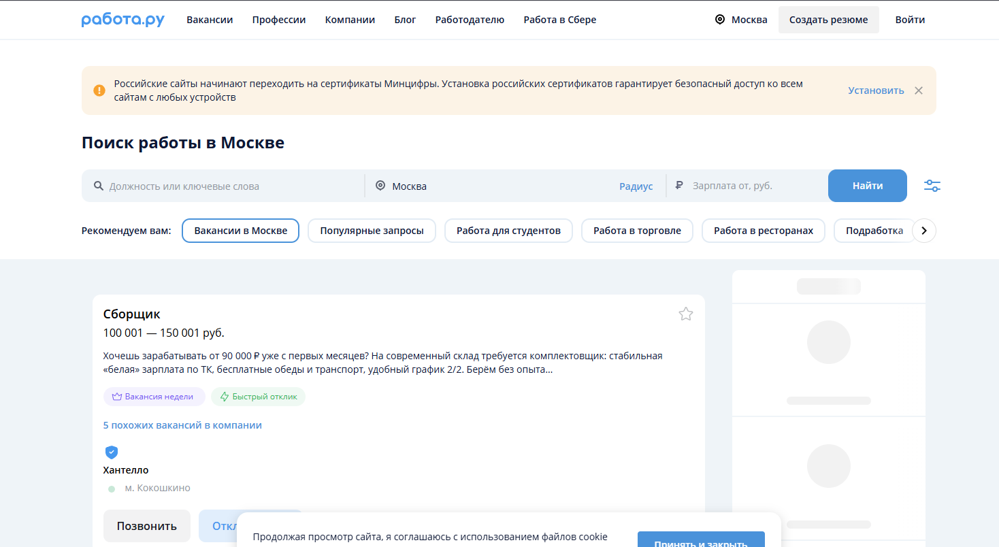 работа.ру Вакансии Профессии Компании Блог Работодателю Работа в Сбере Москва Создать резюме Войти
Российские сайты начинают переходить на сертификаты Минцифры. Установка российских сертификатов гарантирует безопасный доступ ко всем
сайтам с любых устройств
Установить
Поиск работы в Москве
Должность или ключевые слова Москва Радиус ₽ Зарплата от, руб. Найти
Рекомендуем вам: Вакансии в Москве Популярные запросы Работа для студентов Работа в торговле Работа в ресторанах Подработка
Сборщик
100 001 — 150 001 руб.
Хочешь зарабатывать от 90 000 ₽ уже с первых месяцев? На современный склад требуется комплектовщик: стабильная
«белая» зарплата по ТК, бесплатные обеды и транспорт, удобный график 2/2. Берём без опыта...
Вакансия недели Быстрый отклик
5 похожих вакансий в компании
Хантелло
м. Кокошкино
Позвонить
Продолжая просмотр сайта, я соглашаюсь с использованием файлов cookie
Принять и закрыть